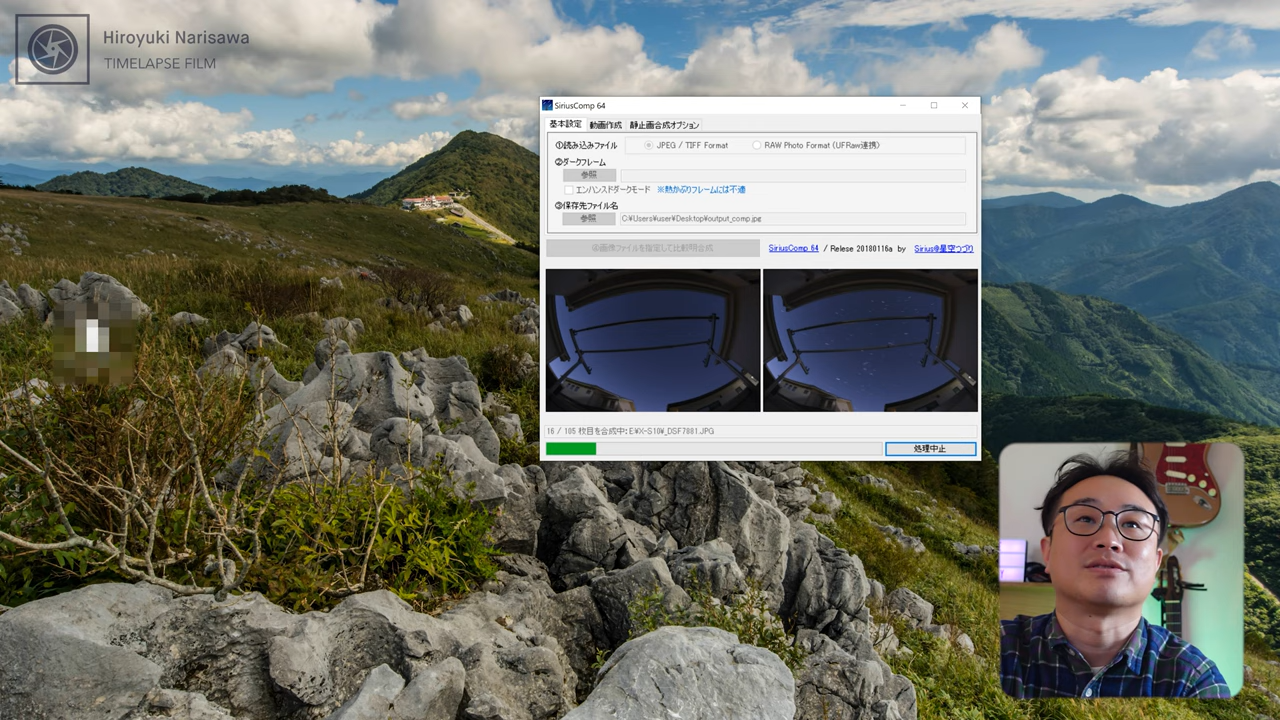 Hiroyuki Narisawa
TIMELAPSE FILM
SiriusComp 64
基本設定 動画作成 静止画合成オプション
①読み込みファイル JPEG / TIFF Format RAW Photo Format (UFRaw連携)
②ダークフレーム
参照
エンハンスドダークモード ※熱かぶりフレームには不適
③保存先ファイル名
参照 C:¥Users¥user¥Desktop¥output_comp.jpg
④画像ファイルを指定して比較明合成 SiriusComp 64 / Relese 20180116a by Sirius@星空つづり
16 / 105 枚目を合成中: E:¥X-S10¥_DSF7881.JPG
処理中止